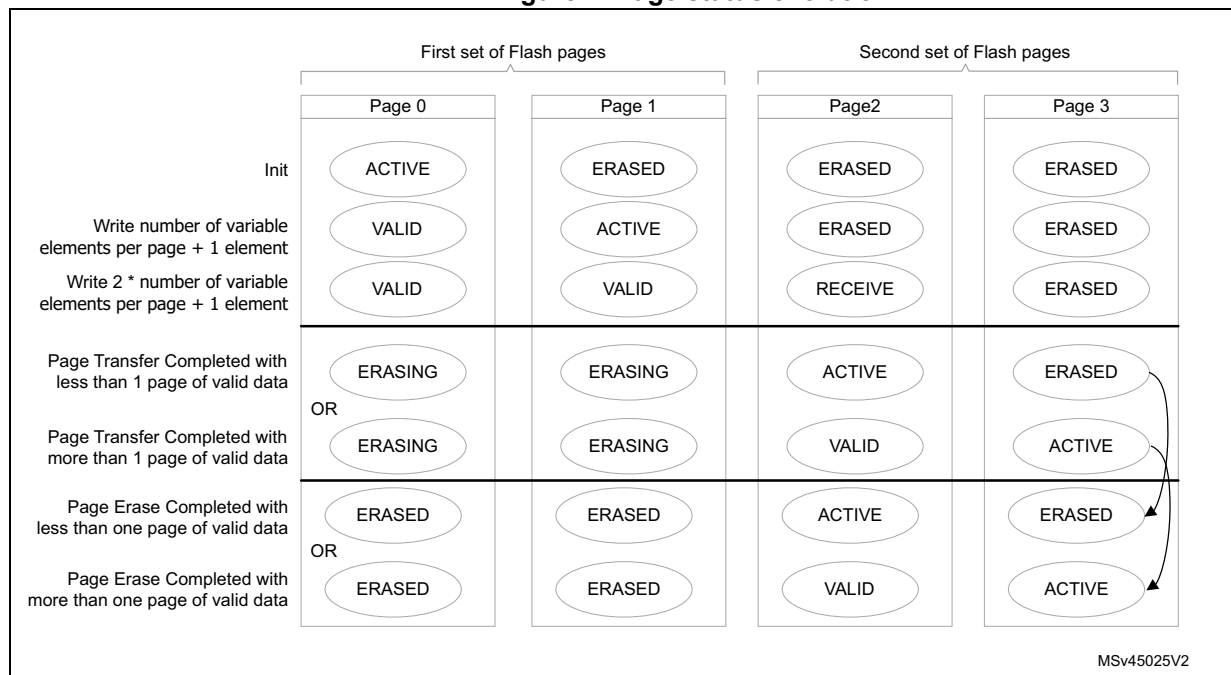 First set of Flash pages Second set of Flash pages
Page 0 Page 1 Page2 Page 3
Init ACTIVE ERASED ERASED ERASED
Write number of variable
elements per page + 1 element
VALID ACTIVE ERASED ERASED
Write 2 * number of variable
elements per page + 1 element
VALID VALID RECEIVE ERASED
Page Transfer Completed with
less than 1 page of valid data
ERASING ERASING ACTIVE ERASED
OR
Page Transfer Completed with
more than 1 page of valid data
ERASING ERASING VALID ACTIVE
Page Erase Completed with
less than one page of valid data
ERASED ERASED ACTIVE ERASED
OR
Page Erase Completed with
more than one page of valid data
ERASED ERASED VALID ACTIVE
MSv45025V2